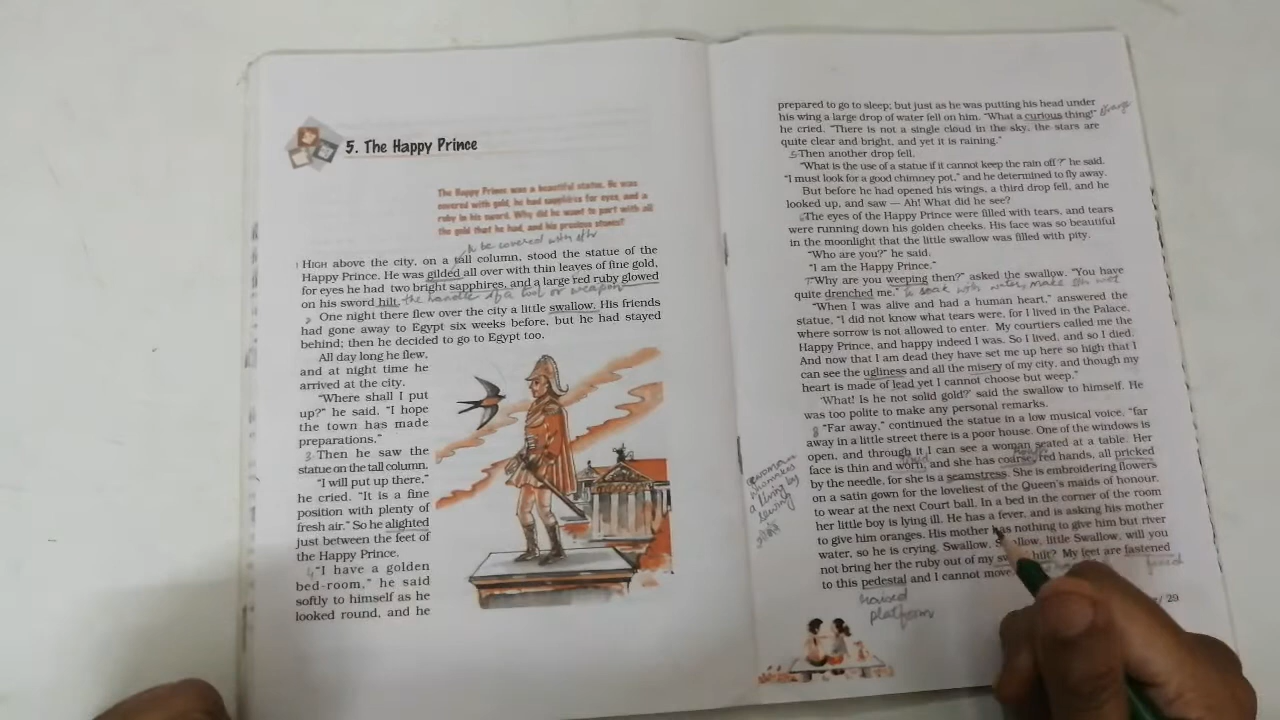 5. The Happy Prince
The Happy Prince was a beautiful statue. He was
covered with gold, he had sapphires for eyes, and a
ruby in his sword. Why did he want to part with all
the gold that he had, and his precious stones?
to be covered with
1 HIGH above the city, on a tall column, stood the statue of the
Happy Prince. He was gilded all over with thin leaves of fine gold,
for eyes he had two bright sapphires, and a large red ruby glowed
on his sword hilt. the handle of a tool or weapon
2 One night there flew over the city a little swallow. His friends
had gone away to Egypt six weeks before, but he had stayed
behind; then he decided to go to Egypt too.
All day long he flew,
and at night time he
arrived at the city.
"Where shall I put
up?" he said. "I hope
the town has made
preparations."
3 Then he saw the
statue on the tall column.
"I will put up there,"
he cried. "It is a fine
position with plenty of
fresh air." So he alighted
just between the feet of
the Happy Prince.
4 "I have a golden
bed-room," he said
softly to himself as he
looked round, and he
prepared to go to sleep; but just as he was putting his head under
his wing a large drop of water fell on him. "What a curious thing!" strange
he cried. "There is not a single cloud in the sky, the stars are
quite clear and bright, and yet it is raining."
5 Then another drop fell.
"What is the use of a statue if it cannot keep the rain off?" he said.
"I must look for a good chimney pot," and he determined to fly away.
But before he had opened his wings, a third drop fell, and he
looked up, and saw — Ah! What did he see?
6 The eyes of the Happy Prince were filled with tears, and tears
were running down his golden cheeks. His face was so beautiful
in the moonlight that the little swallow was filled with pity.
"Who are you?" he said.
"I am the Happy Prince."
7 "Why are you weeping then?" asked the swallow. "You have
quite drenched me." to soak with water, make sth wet
"When I was alive and had a human heart," answered the
statue, "I did not know what tears were, for I lived in the Palace,
where sorrow is not allowed to enter. My courtiers called me the
Happy Prince, and happy indeed I was. So I lived, and so I died.
And now that I am dead they have set me up here so high that I
can see the ugliness and all the misery of my city, and though my
heart is made of lead yet I cannot choose but weep."
'What! Is he not solid gold?' said the swallow to himself. He
was too polite to make any personal remarks.
8 "Far away," continued the statue in a low musical voice, "far
away in a little street there is a poor house. One of the windows is
open, and through it I can see a woman seated at a table. Her
face is thin and worn, and she has coarse, red hands, all pricked
by the needle, for she is a seamstress. She is embroidering flowers
on a satin gown for the loveliest of the Queen's maids of honour,
to wear at the next Court ball. In a bed in the corner of the room
her little boy is lying ill. He has a fever, and is asking his mother
to give him oranges. His mother has nothing to give him but river
water, so he is crying. Swallow, Swallow, little Swallow, will you
not bring her the ruby out of my sword hilt? My feet are fastened
to this pedestal and I cannot move.
a woman
who makes
a living by
sewing
raised
platform
fixed
/ 29